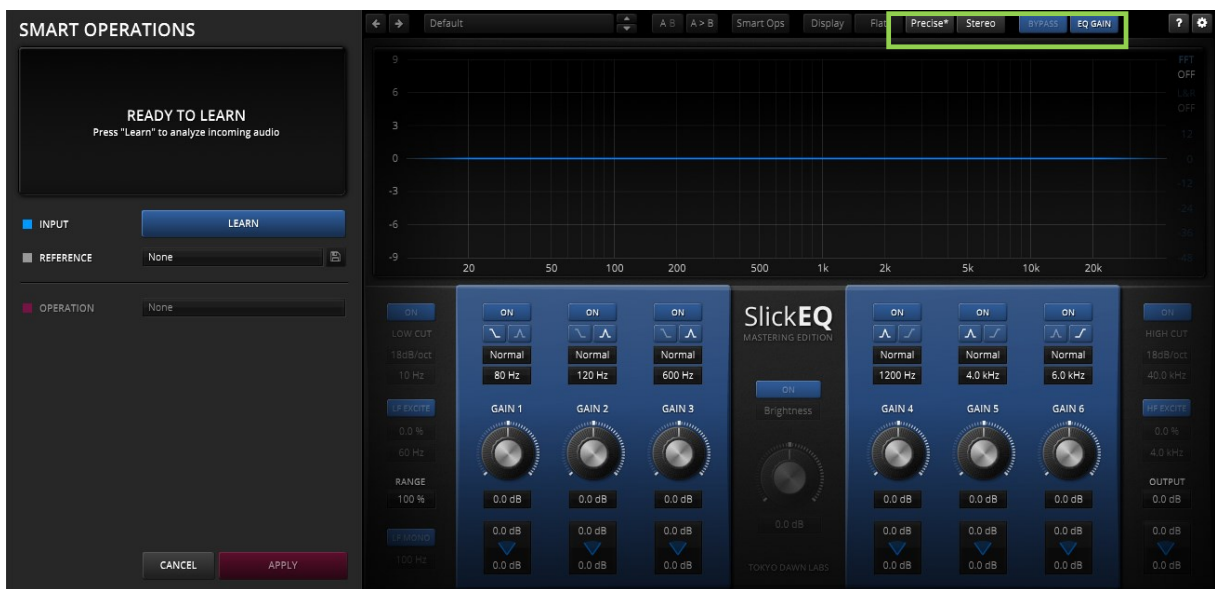 SMART OPERATIONS
Default
A B
A > B
Smart Ops
Display
Flat
Precise*
Stereo
BYPASS
EQ GAIN
?
READY TO LEARN
Press "Learn" to analyze incoming audio
INPUT
LEARN
REFERENCE
None
OPERATION
None
CANCEL
APPLY
9
6
3
0
-3
-6
-9
20
50
100
200
500
1k
2k
5k
10k
20k
FFT
OFF
L&R
OFF
12
0
-12
-24
-36
-48
ON
LOW CUT
18dB/oct
10 Hz
LF EXCITE
0.0 %
60 Hz
RANGE
100 %
LF MONO
100 Hz
ON
Normal
80 Hz
GAIN 1
0.0 dB
0.0 dB
0.0 dB
ON
Normal
120 Hz
GAIN 2
0.0 dB
0.0 dB
0.0 dB
ON
Normal
600 Hz
GAIN 3
0.0 dB
0.0 dB
0.0 dB
SlickEQ
MASTERING EDITION
ON
Brightness
0.0 dB
TOKYO DAWN LABS
ON
Normal
1200 Hz
GAIN 4
0.0 dB
0.0 dB
0.0 dB
ON
Normal
4.0 kHz
GAIN 5
0.0 dB
0.0 dB
0.0 dB
ON
Normal
6.0 kHz
GAIN 6
0.0 dB
0.0 dB
0.0 dB
ON
HIGH CUT
18dB/oct
40.0 kHz
HF EXCITE
0.0 %
4.0 kHz
OUTPUT
0.0 dB
0.0 dB
0.0 dB